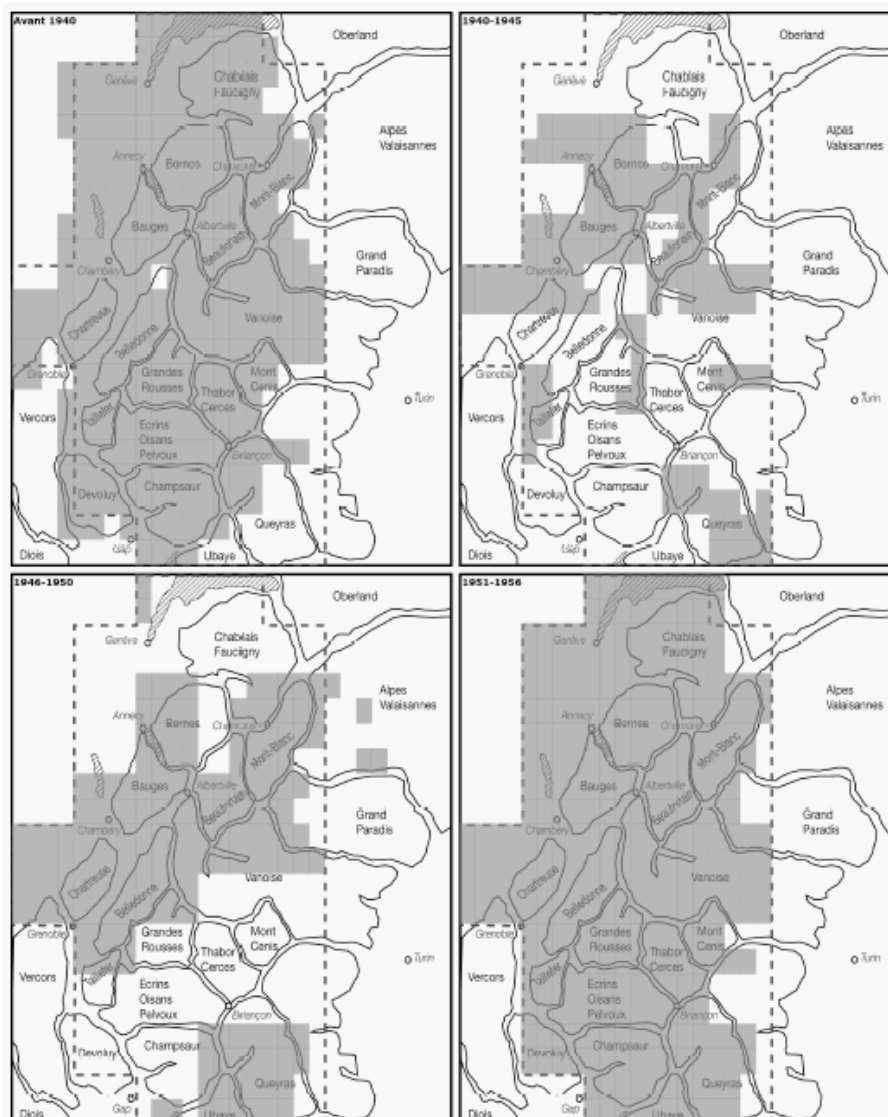 Avant 1940
Oberland
Genève
Chablais
Faucigny
Alpes
Valaisannes
Annecy
Bornes
Chamonix
Mont-Blanc
Bauges
Albertville
Beaufortain
Grand
Paradis
Chambéry
Chartreuse
Belledonne
Vanoise
Grenoble
Grandes
Rousses
Mont
Cenis
Thabor
Cerces
Turin
Vercors
Taillefer
Ecrins
Oisans
Pelvoux
Briançon
Devoluy
Champsaur
Queyras
Diois
Gap
Ubaye
1940-1945
Oberland
Genève
Chablais
Faucigny
Alpes
Valaisannes
Annecy
Bornes
Chamonix
Mont-Blanc
Bauges
Albertville
Beaufortain
Grand
Paradis
Chambéry
Chartreuse
Belledonne
Vanoise
Grenoble
Grandes
Rousses
Mont
Cenis
Thabor
Cerces
Turin
Vercors
Taillefer
Ecrins
Oisans
Pelvoux
Briançon
Devoluy
Champsaur
Queyras
Diois
Gap
Ubaye
1946-1950
Oberland
Genève
Chablais
Faucigny
Alpes
Valaisannes
Annecy
Bornes
Chamonix
Mont-Blanc
Bauges
Albertville
Beaufortain
Grand
Paradis
Chambéry
Chartreuse
Belledonne
Vanoise
Grenoble
Grandes
Rousses
Mont
Cenis
Thabor
Cerces
Turin
Vercors
Taillefer
Ecrins
Oisans
Pelvoux
Briançon
Devoluy
Champsaur
Queyras
Diois
Gap
Ubaye
1951-1956
Oberland
Genève
Chablais
Faucigny
Alpes
Valaisannes
Annecy
Bornes
Chamonix
Mont-Blanc
Bauges
Albertville
Beaufortain
Grand
Paradis
Chambéry
Chartreuse
Belledonne
Vanoise
Grenoble
Grandes
Rousses
Mont
Cenis
Thabor
Cerces
Turin
Vercors
Taillefer
Ecrins
Oisans
Pelvoux
Briançon
Devoluy
Champsaur
Queyras
Diois
Gap
Ubaye